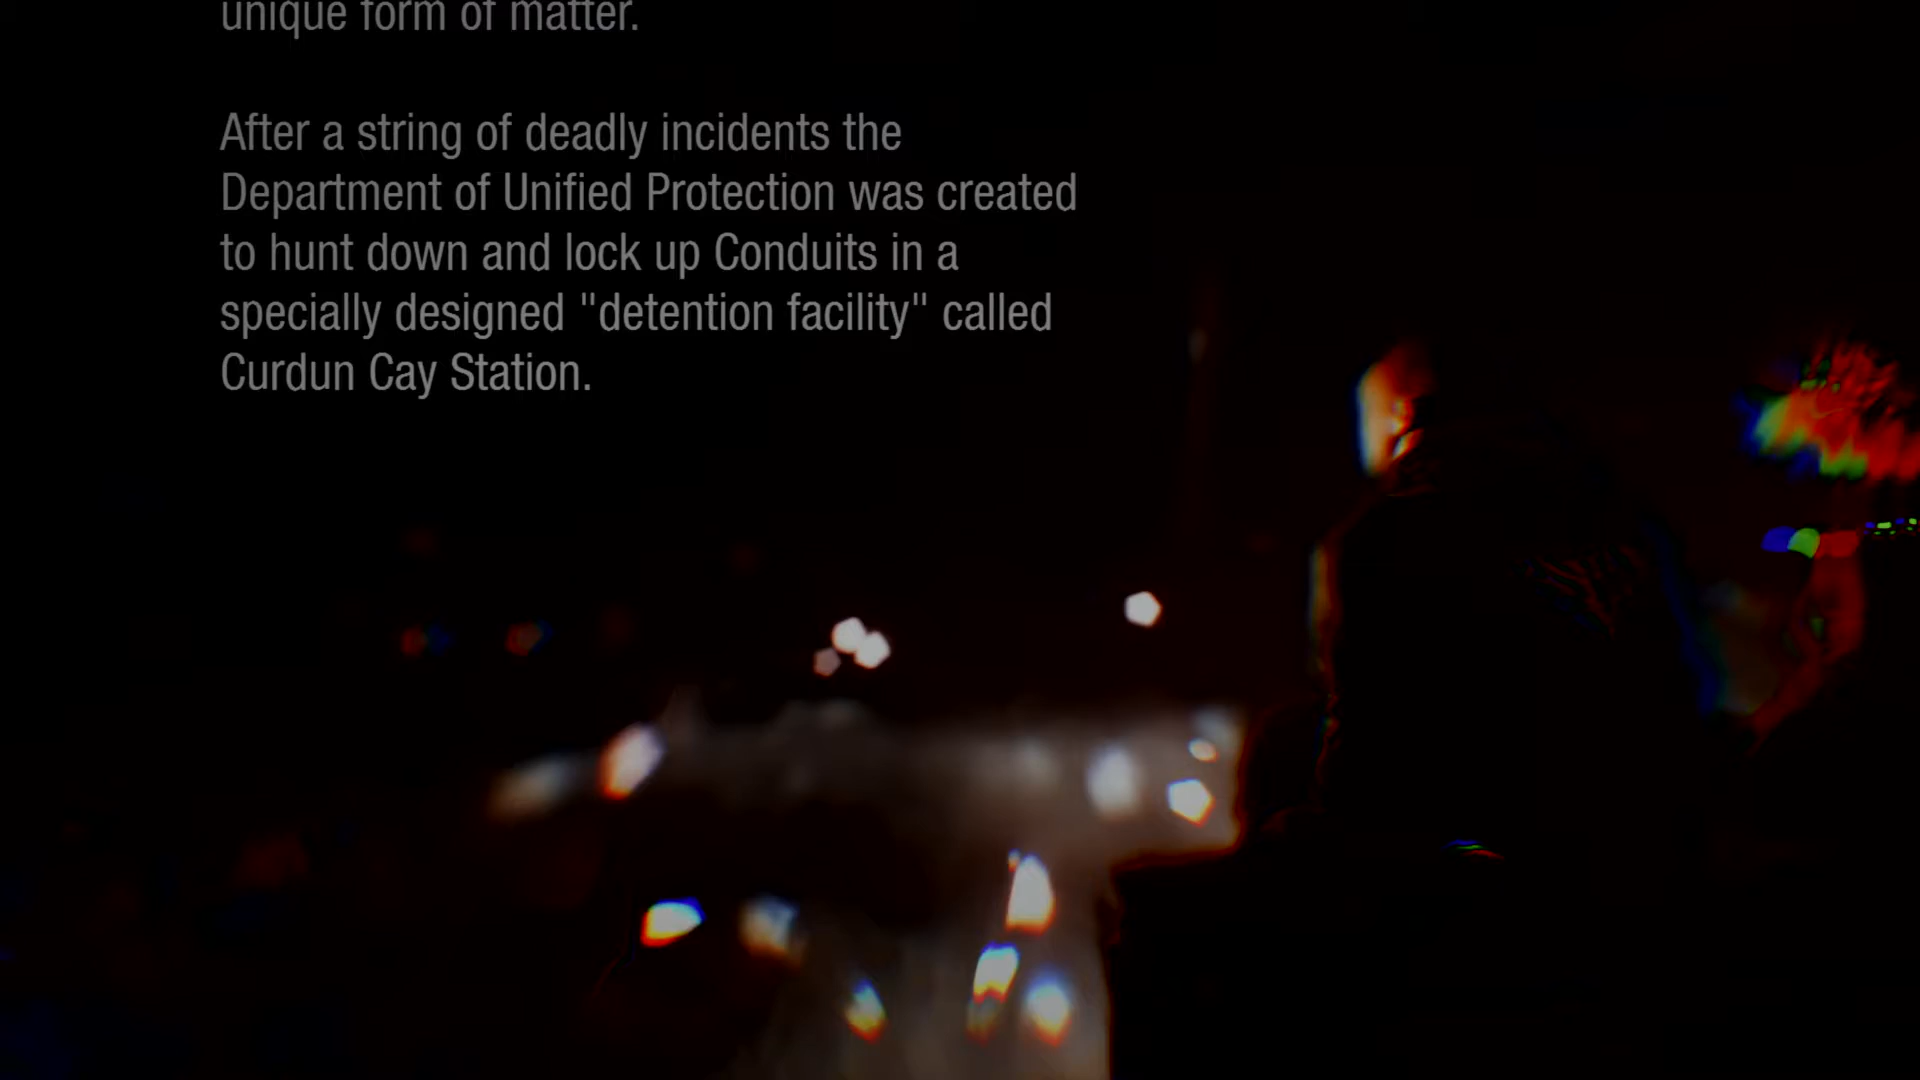 unique form of matter.
After a string of deadly incidents the
Department of Unified Protection was created
to hunt down and lock up Conduits in a
specially designed "detention facility" called
Curdun Cay Station.